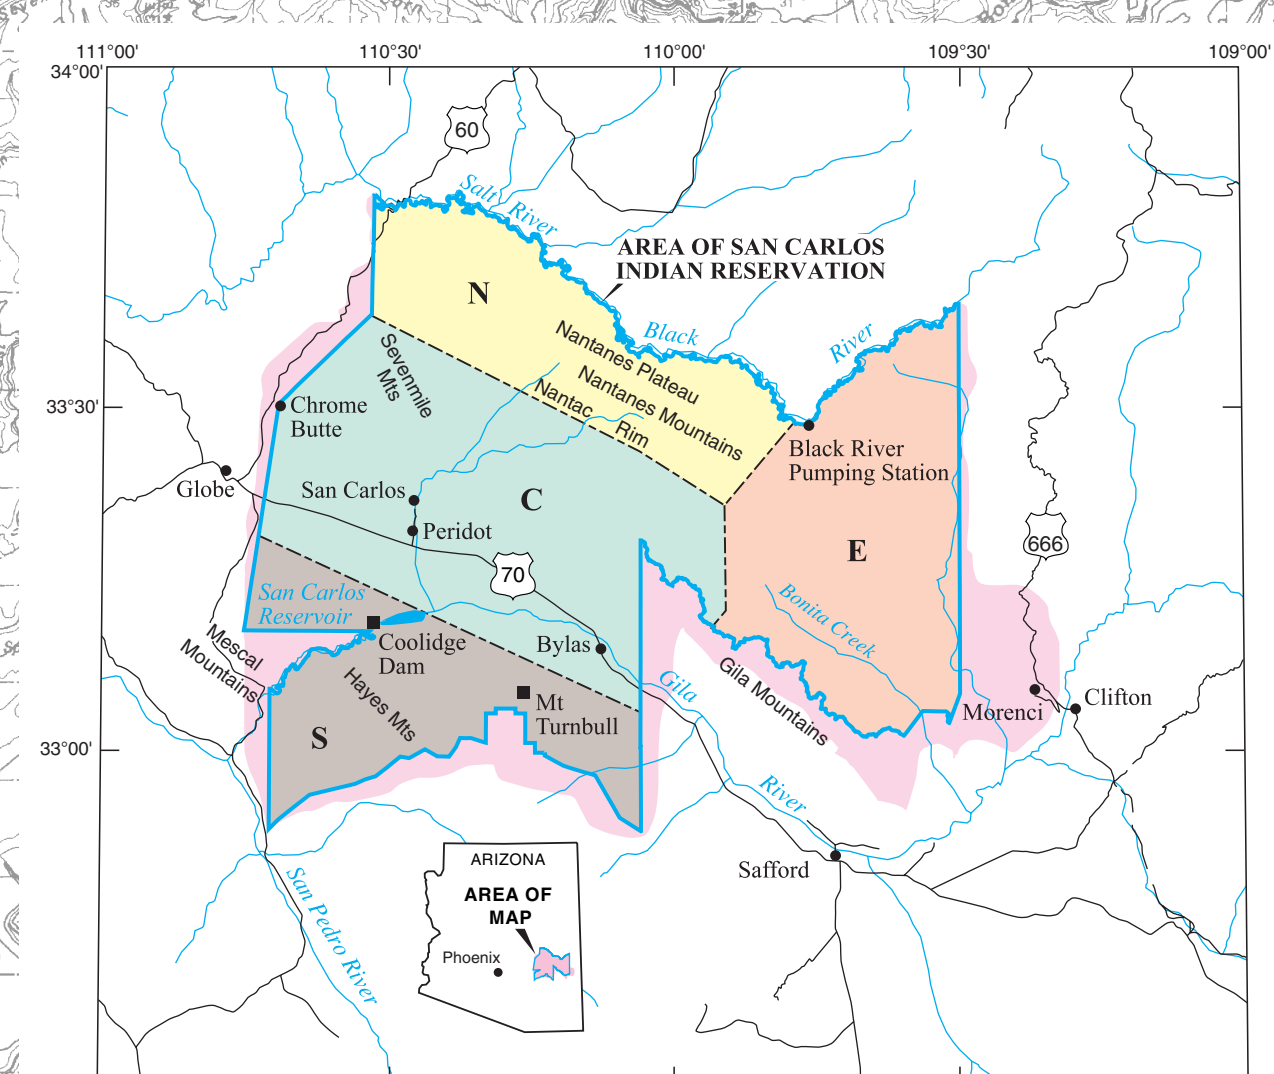 111°00'
110°30'
110°00'
109°30'
109°00'
34°00'
60
Salt River
AREA OF SAN CARLOS
INDIAN RESERVATION
N
Black
River
Nantanes Plateau
Nantanes Mountains
Nantac Rim
Sevenmile
Mts
33°30'
Chrome
Butte
Black River
Pumping Station
Globe
San Carlos
C
Peridot
E
666
70
San Carlos
Reservoir
Bonita Creek
Coolidge
Dam
Bylas
Mescal
Mountains
Hayes Mts
Gila
Gila Mountains
Mt
Turnbull
Morenci
Clifton
S
33°00'
River
Safford
San Pedro River
ARIZONA
AREA OF
MAP
Phoenix